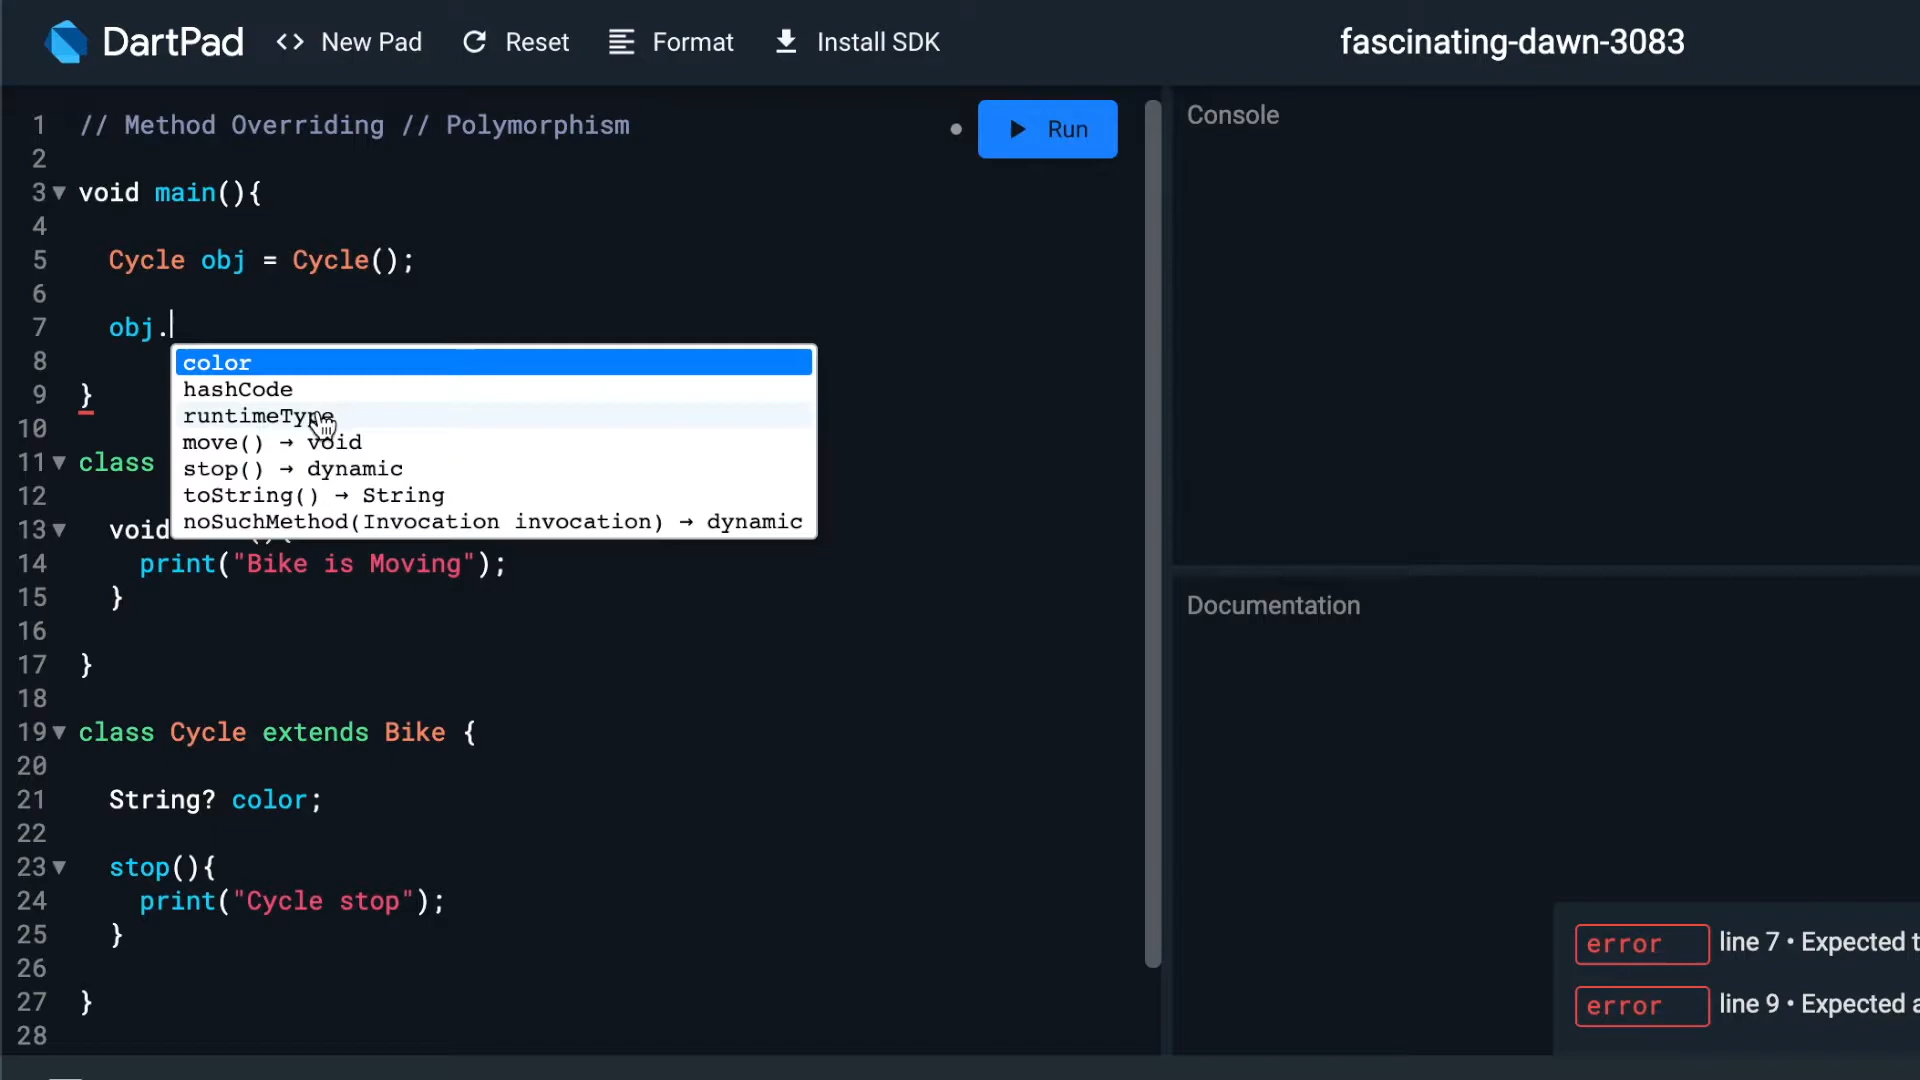 DartPad <> New Pad Reset Format Install SDK fascinating-dawn-3083
1 // Method Overriding // Polymorphism
Run
Console
2
3 void main(){
4
5 Cycle obj = Cycle();
6
7 obj.
8 color
hashCode
9 }
runtimeType
10
move() → void
11 class
stop() → dynamic
12
toString() → String
noSuchMethod(Invocation invocation) → dynamic
13 void
14 print("Bike is Moving");
15 }
Documentation
16
17 }
18
19 class Cycle extends Bike {
20
21 String? color;
22
23 stop(){
24 print("Cycle stop");
25 }
error line 7 • Expected t
26
27 }
error line 9 • Expected a
28